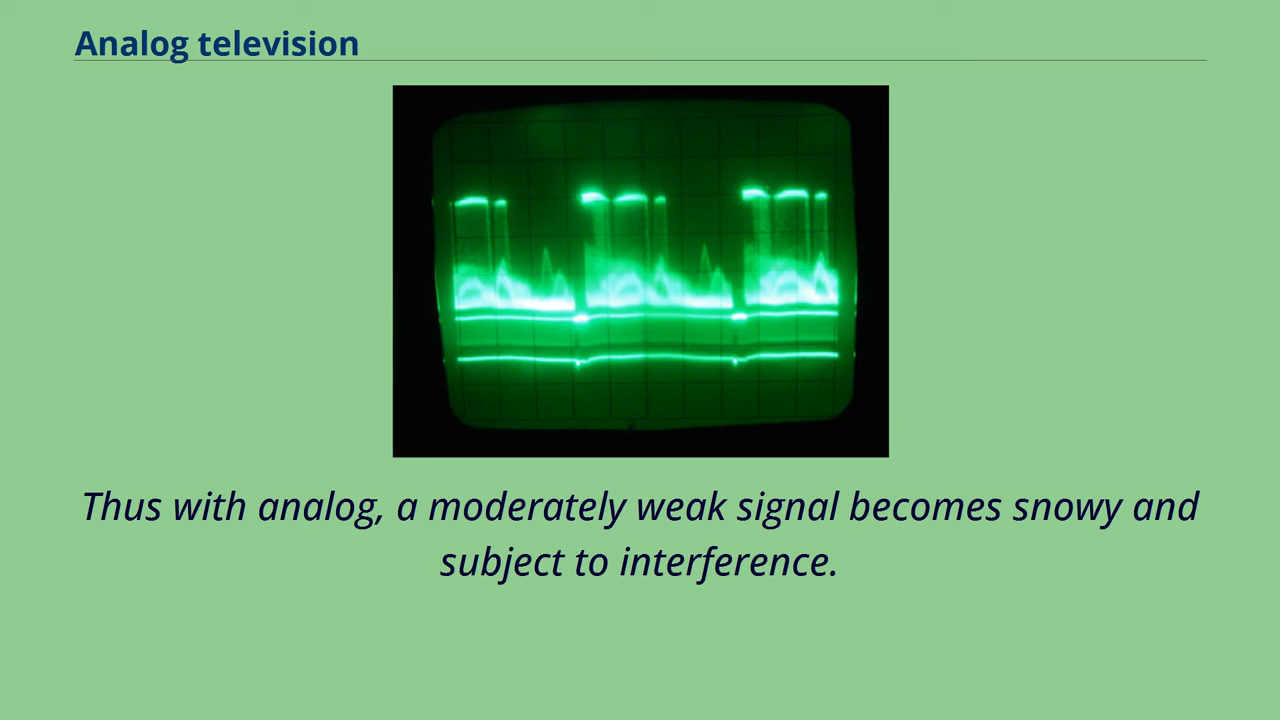 Analog television
Thus with analog, a moderately weak signal becomes snowy and
subject to interference.